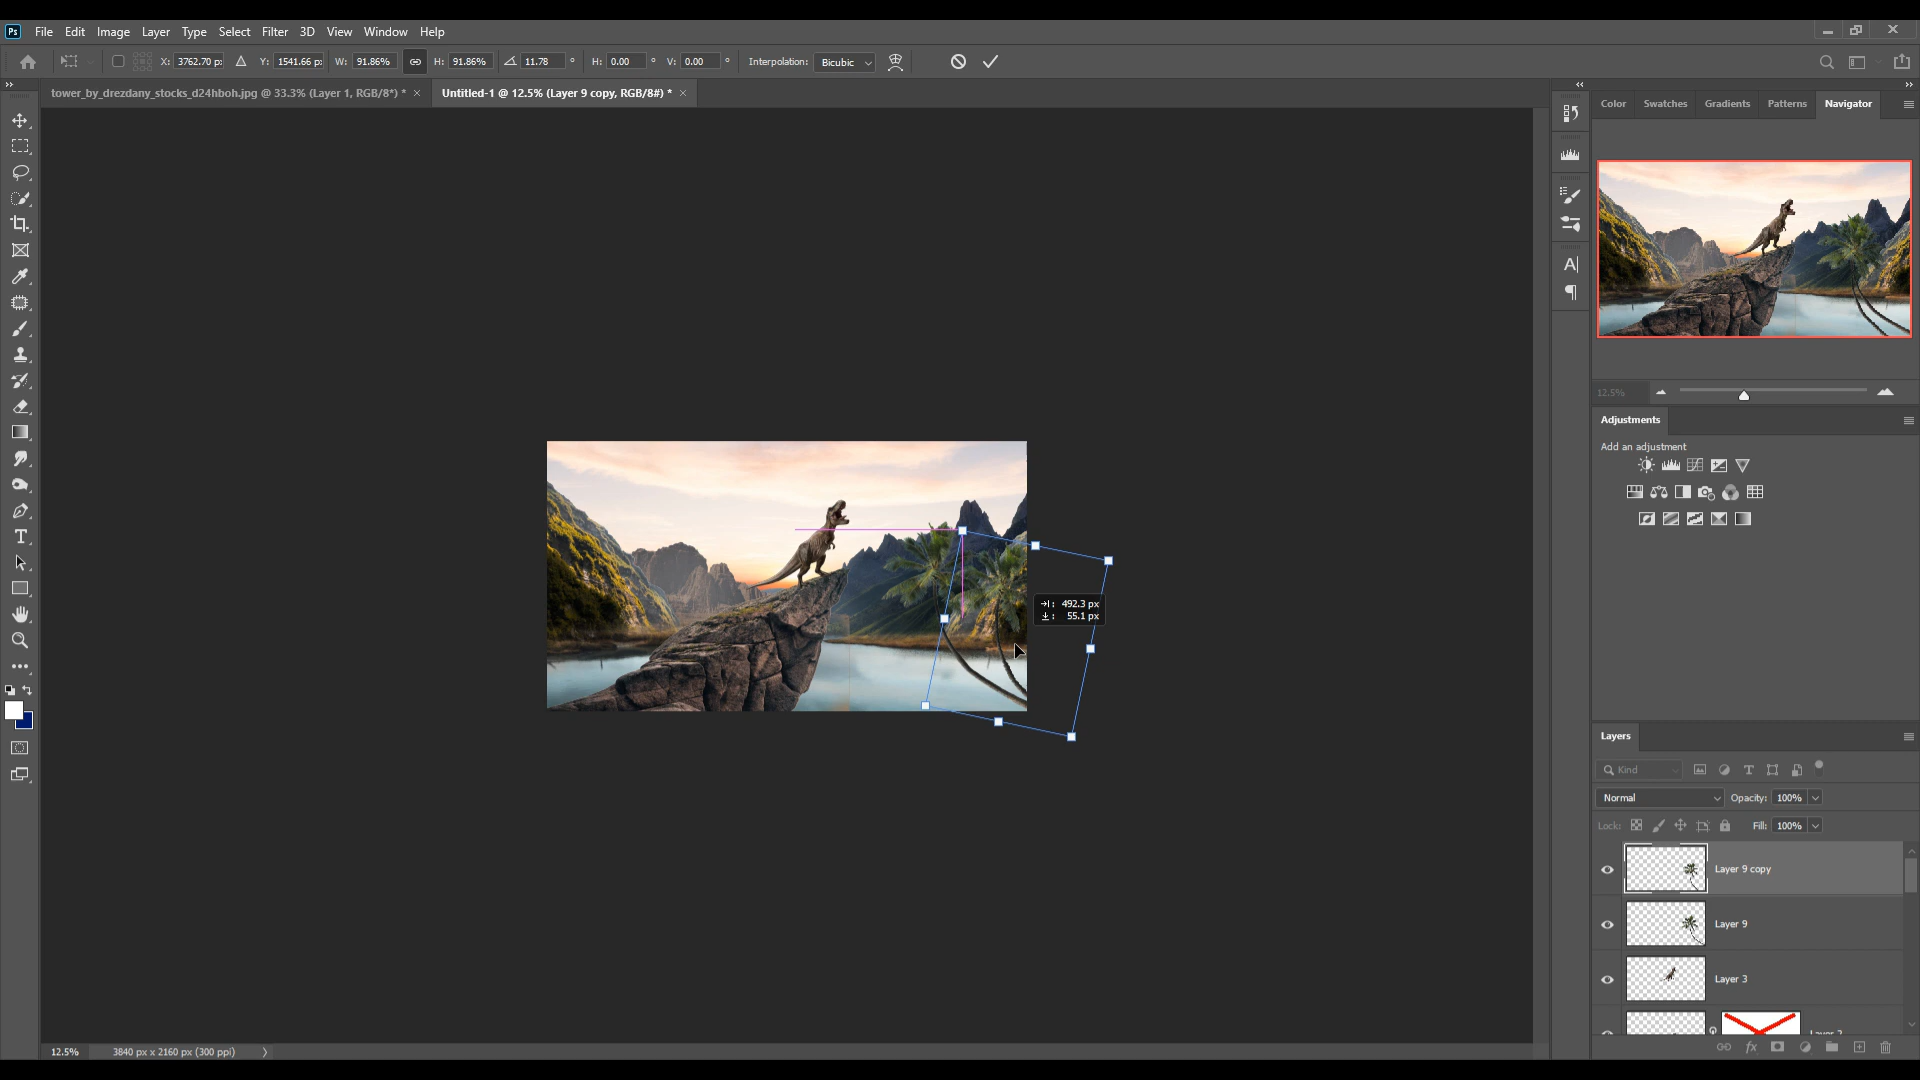 Ps File Edit Image Layer Type Select Filter 3D View Window Help
X: 3762.70 p: Y: 1541.66 p: W: 91.86% H: 91.86% 11.78 ° H: 0.00 ° V: 0.00 ° Interpolation: Bicubic
tower_by_drezdany_stocks_d24hboh.jpg @ 33.3% (Layer 1, RGB/8*) * × Untitled-1 @ 12.5% (Layer 9 copy, RGB/8#) * ×
Color Swatches Gradients Patterns Navigator
12.5%
Adjustments
Add an adjustment
→|: 492.3 px
55.1 px
Layers
Kind
Normal Opacity: 100%
Lock: Fill: 100%
Layer 9 copy
Layer 9
Layer 3
12.5% 3840 px x 2160 px (300 ppi)